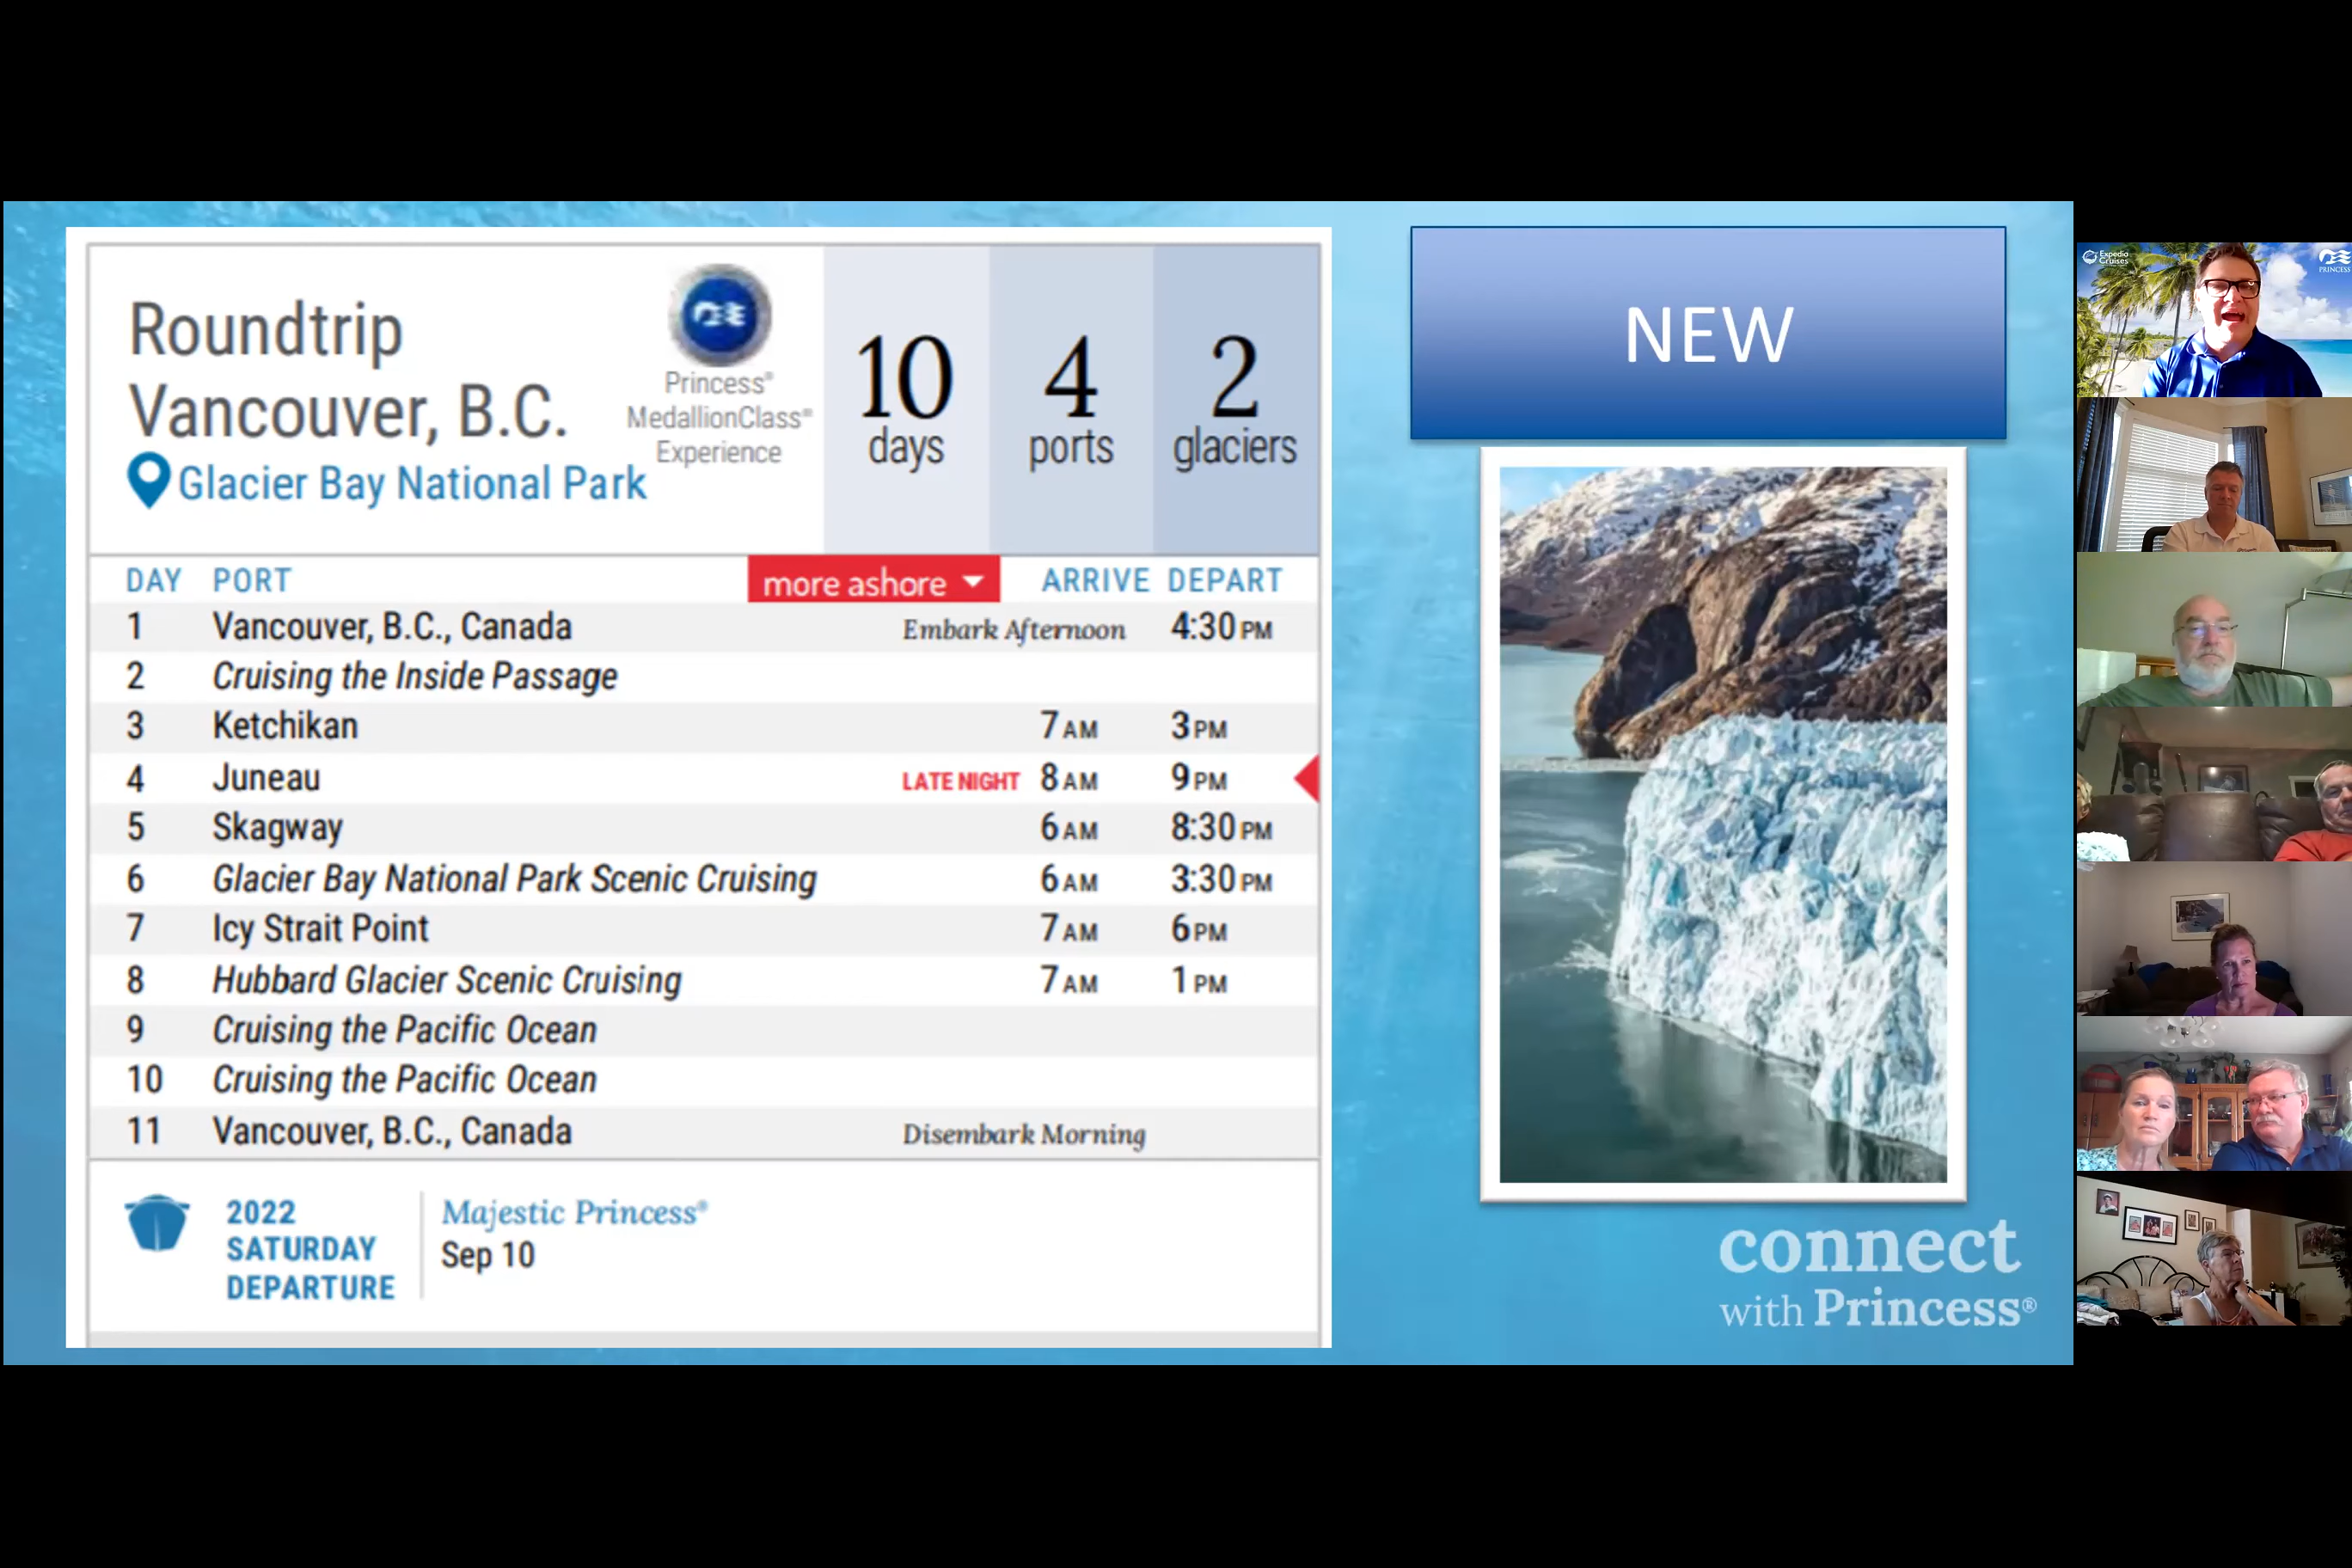 Roundtrip
Vancouver, B.C.
Glacier Bay National Park
Princess®
MedallionClass®
Experience
10
days
4
ports
2
glaciers
DAY PORT more ashore ARRIVE DEPART
1 Vancouver, B.C., Canada Embark Afternoon 4:30 PM
2 Cruising the Inside Passage
3 Ketchikan 7 AM 3 PM
4 Juneau LATE NIGHT 8 AM 9 PM
5 Skagway 6 AM 8:30 PM
6 Glacier Bay National Park Scenic Cruising 6 AM 3:30 PM
7 Icy Strait Point 7 AM 6 PM
8 Hubbard Glacier Scenic Cruising 7 AM 1 PM
9 Cruising the Pacific Ocean
10 Cruising the Pacific Ocean
11 Vancouver, B.C., Canada Disembark Morning
2022
SATURDAY
DEPARTURE
Majestic Princess®
Sep 10
NEW
connect
with Princess®
Cruises
PRINCESS